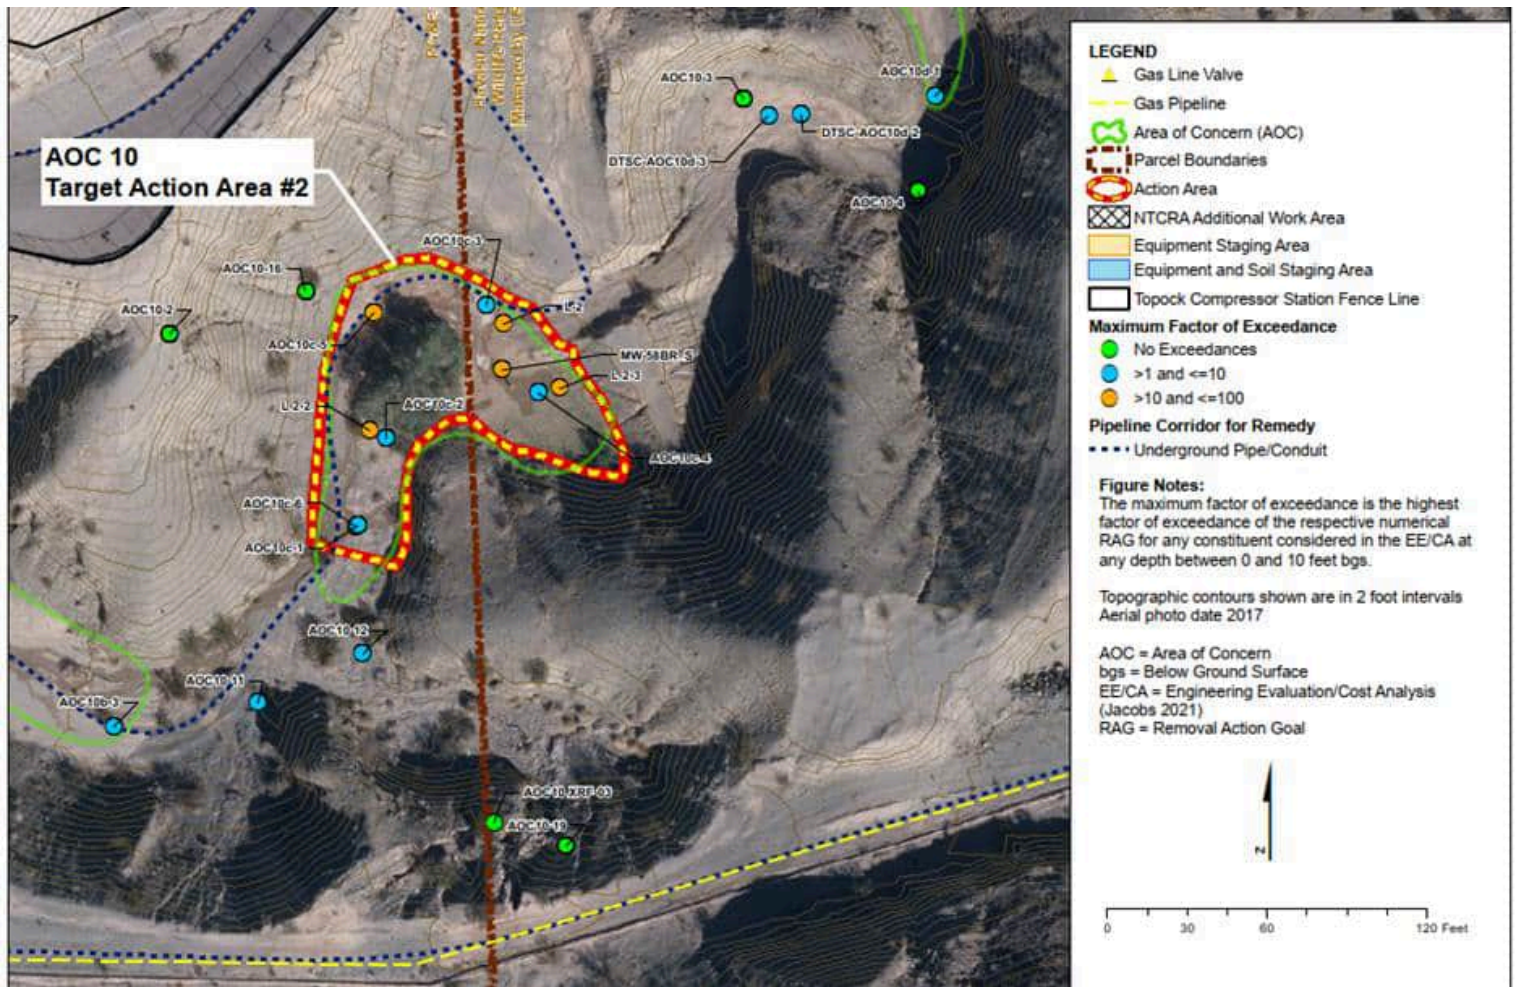 AOC 10
Target Action Area #2
AOC10-3
AOC10d-1
DTSC-AOC10d-2
DTSC-AOC10d-3
AOC10-4
AOC10c-3
AOC10-16
L-2
AOC10-2
AOC10c-5
MW-58BR_S
L-2-3
L-2-2
AOC10c-2
AOC10c-4
AOC10c-6
AOC10c-1
AOC10-12
AOC10-11
AOC10b-3
AOC10-XRF-03
AOC10-19
LEGEND
Gas Line Valve
Gas Pipeline
Area of Concern (AOC)
Parcel Boundaries
Action Area
NTCRA Additional Work Area
Equipment Staging Area
Equipment and Soil Staging Area
Topock Compressor Station Fence Line
Maximum Factor of Exceedance
No Exceedances
>1 and <=10
>10 and <=100
Pipeline Corridor for Remedy
Underground Pipe/Conduit
Figure Notes:
The maximum factor of exceedance is the highest
factor of exceedance of the respective numerical
RAG for any constituent considered in the EE/CA at
any depth between 0 and 10 feet bgs.
Topographic contours shown are in 2 foot intervals
Aerial photo date 2017
AOC = Area of Concern
bgs = Below Ground Surface
EE/CA = Engineering Evaluation/Cost Analysis
(Jacobs 2021)
RAG = Removal Action Goal
Z
0 30 60 120 Feet